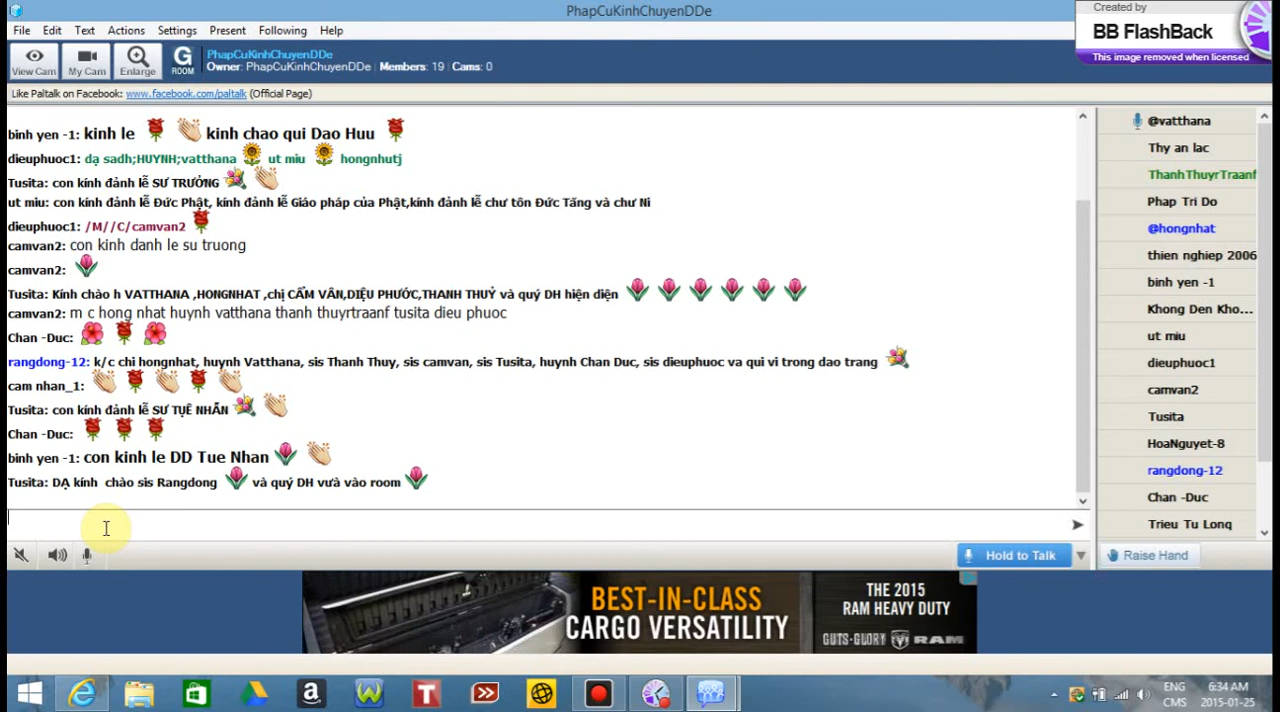 PhapCuKinhChuyenDDe
Created by
BB FlashBack
This image removed when licensed
File Edit Text Actions Settings Present Following Help
View Cam
My Cam
Enlarge
G
ROOM
PhapCuKinhChuyenDDe
Owner: PhapCuKinhChuyenDDe | Members: 19 | Cams: 0
Like Paltalk on Facebook: www.facebook.com/paltalk (Official Page)
binh yen -1: kinh le kinh chao qui Dao Huu
dieuphuoc1: dạ sadh;HUYNH;vatthana ut miu hongnhutj
Tusita: con kính đảnh lễ SƯ TRƯỞNG
ut miu: con kính đảnh lễ Đức Phật, kính đảnh lễ Giáo pháp của Phật,kính đảnh lễ chư tôn Đức Tăng và chư Ni
dieuphuoc1: /M//C/camvan2
camvan2: con kinh danh le su truong
camvan2:
Tusita: Kính chào h VATTHANA ,HONGNHAT ,chị CẨM VÂN,DIỆU PHƯỚC,THANH THUỶ và quý DH hiện diện
camvan2: m c hong nhat huynh vatthana thanh thuyrtraanf tusita dieu phuoc
Chan -Duc:
rangdong-12: k/c chi hongnhat, huynh Vatthana, sis Thanh Thuy, sis camvan, sis Tusita, huynh Chan Duc, sis dieuphuoc va qui vi trong dao trang
cam nhan_1:
Tusita: con kính đảnh lễ SƯ TUỆ NHẪN
Chan -Duc:
binh yen -1: con kinh le DD Tue Nhan
Tusita: DẠ kính chào sis Rangdong và quý DH vưà vào room
@vatthana
Thy an lac
ThanhThuyrTraanf
Phap Tri Do
@hongnhat
thien nghiep 2006
binh yen -1
Khong Den Kho...
ut miu
dieuphuoc1
camvan2
Tusita
HoaNguyet-8
rangdong-12
Chan -Duc
Trieu Tu Long
Hold to Talk
Raise Hand
BEST-IN-CLASS
CARGO VERSATILITY
THE 2015
RAM HEAVY DUTY
GUTS·GLORY RAM
ENG
CMS
6:34 AM
2015-01-25